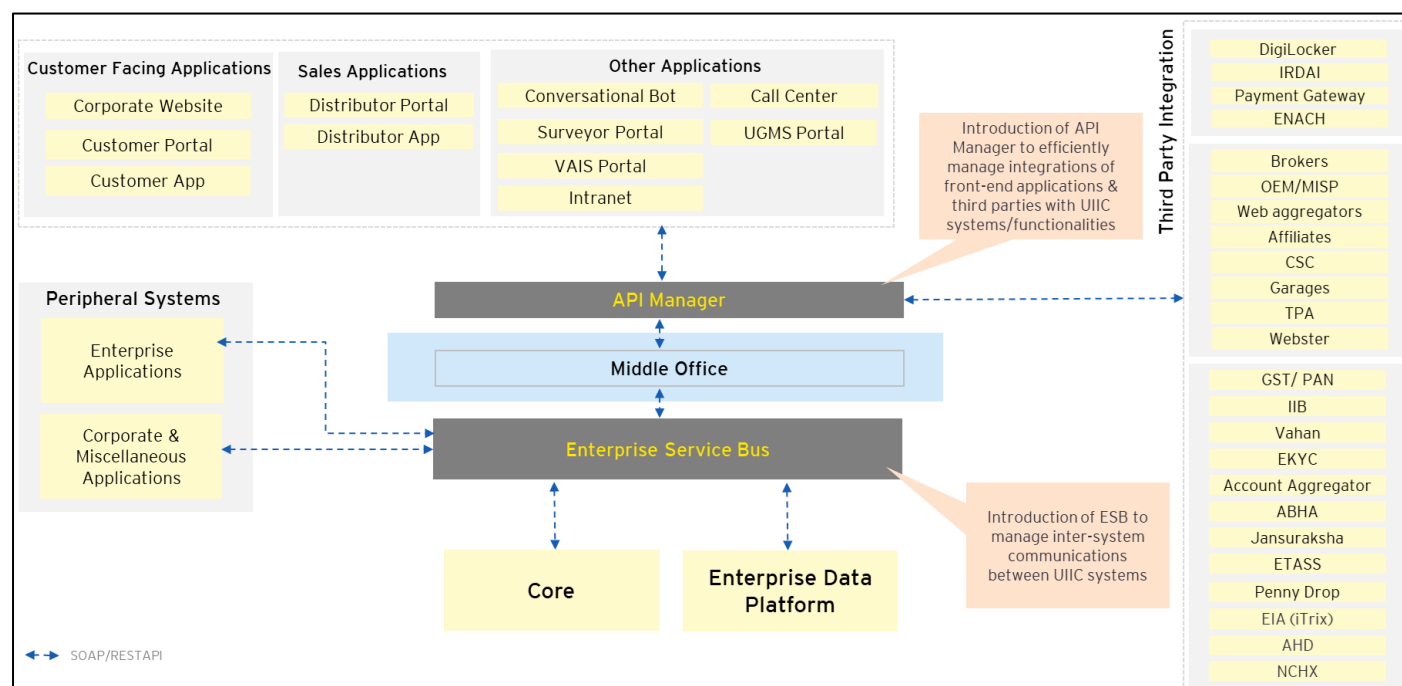 Customer Facing Applications
Corporate Website
Customer Portal
Customer App
Sales Applications
Distributor Portal
Distributor App
Other Applications
Conversational Bot
Call Center
Surveyor Portal
UGMS Portal
VAIS Portal
Intranet
Introduction of API
Manager to efficiently
manage integrations of
front-end applications &
third parties with UIIC
systems/functionalities
Third Party Integration
DigiLocker
IRDAI
Payment Gateway
ENACH
Brokers
OEM/MISP
Web aggregators
Affiliates
CSC
Garages
TPA
Webster
GST/ PAN
IIB
Vahan
EKYC
Account Aggregator
ABHA
Jansuraksha
ETASS
Penny Drop
EIA (iTrix)
AHD
NCHX
Peripheral Systems
Enterprise
Applications
Corporate &
Miscellaneous
Applications
API Manager
Middle Office
Enterprise Service Bus
Introduction of ESB to
manage inter-system
communications
between UIIC systems
Core
Enterprise Data
Platform
SOAP/RESTAPI